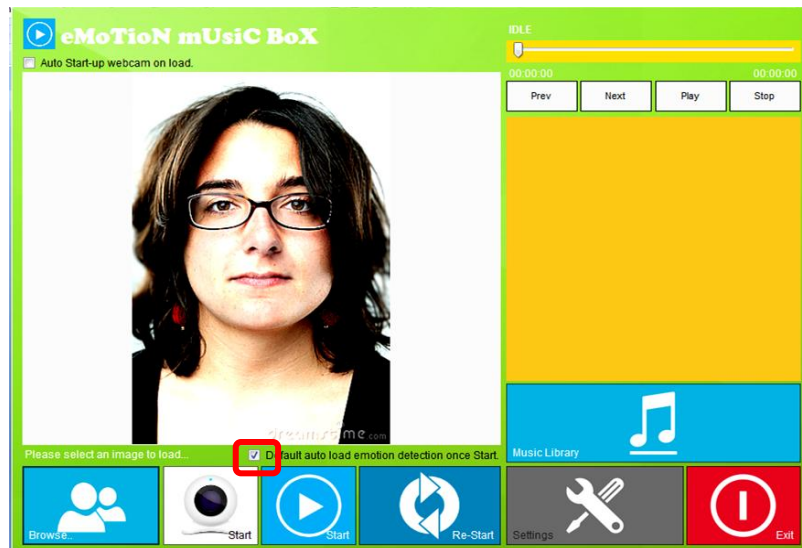 eMoTioN mUsiC BoX
Auto Start-up webcam on load.
IDLE
00:00:00 00:00:00
Prev Next Play Stop
dreamstime.com
Please select an image to load...
Default auto load emotion detection once Start.
Music Library
Browse..
Start
Start
Re-Start
Settings
Exit